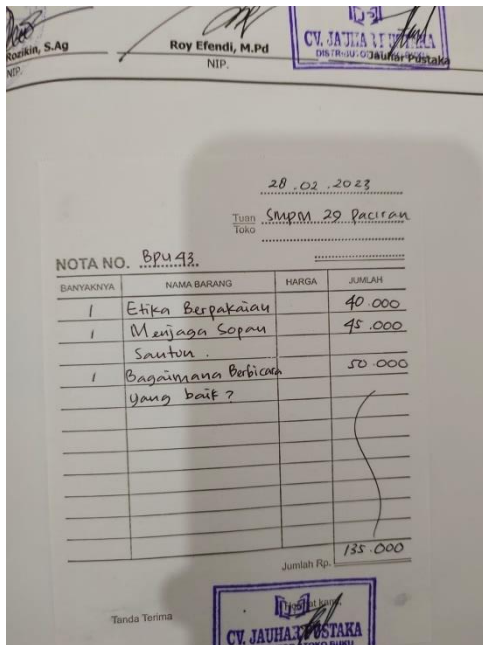 Rozikin, S.Ag
Roy Efendi, M.Pd
CV. JAUHAR PUSTAKA
Jauhar Pustaka
NIP.
NIP.
28.02.2023
Tuan SMPM 29 Paciran
Toko
NOTA NO. BPU 43.
BANYAKNYA NAMA BARANG HARGA JUMLAH
1 Etika Berpakaian 40.000
1 Menjaga Sopan 45.000
Santun.
1 Bagaimana Berbicara 50.000
yang baik?
135.000
Jumlah Rp.
Tanda Terima
CV. JAUHAR PUSTAKA